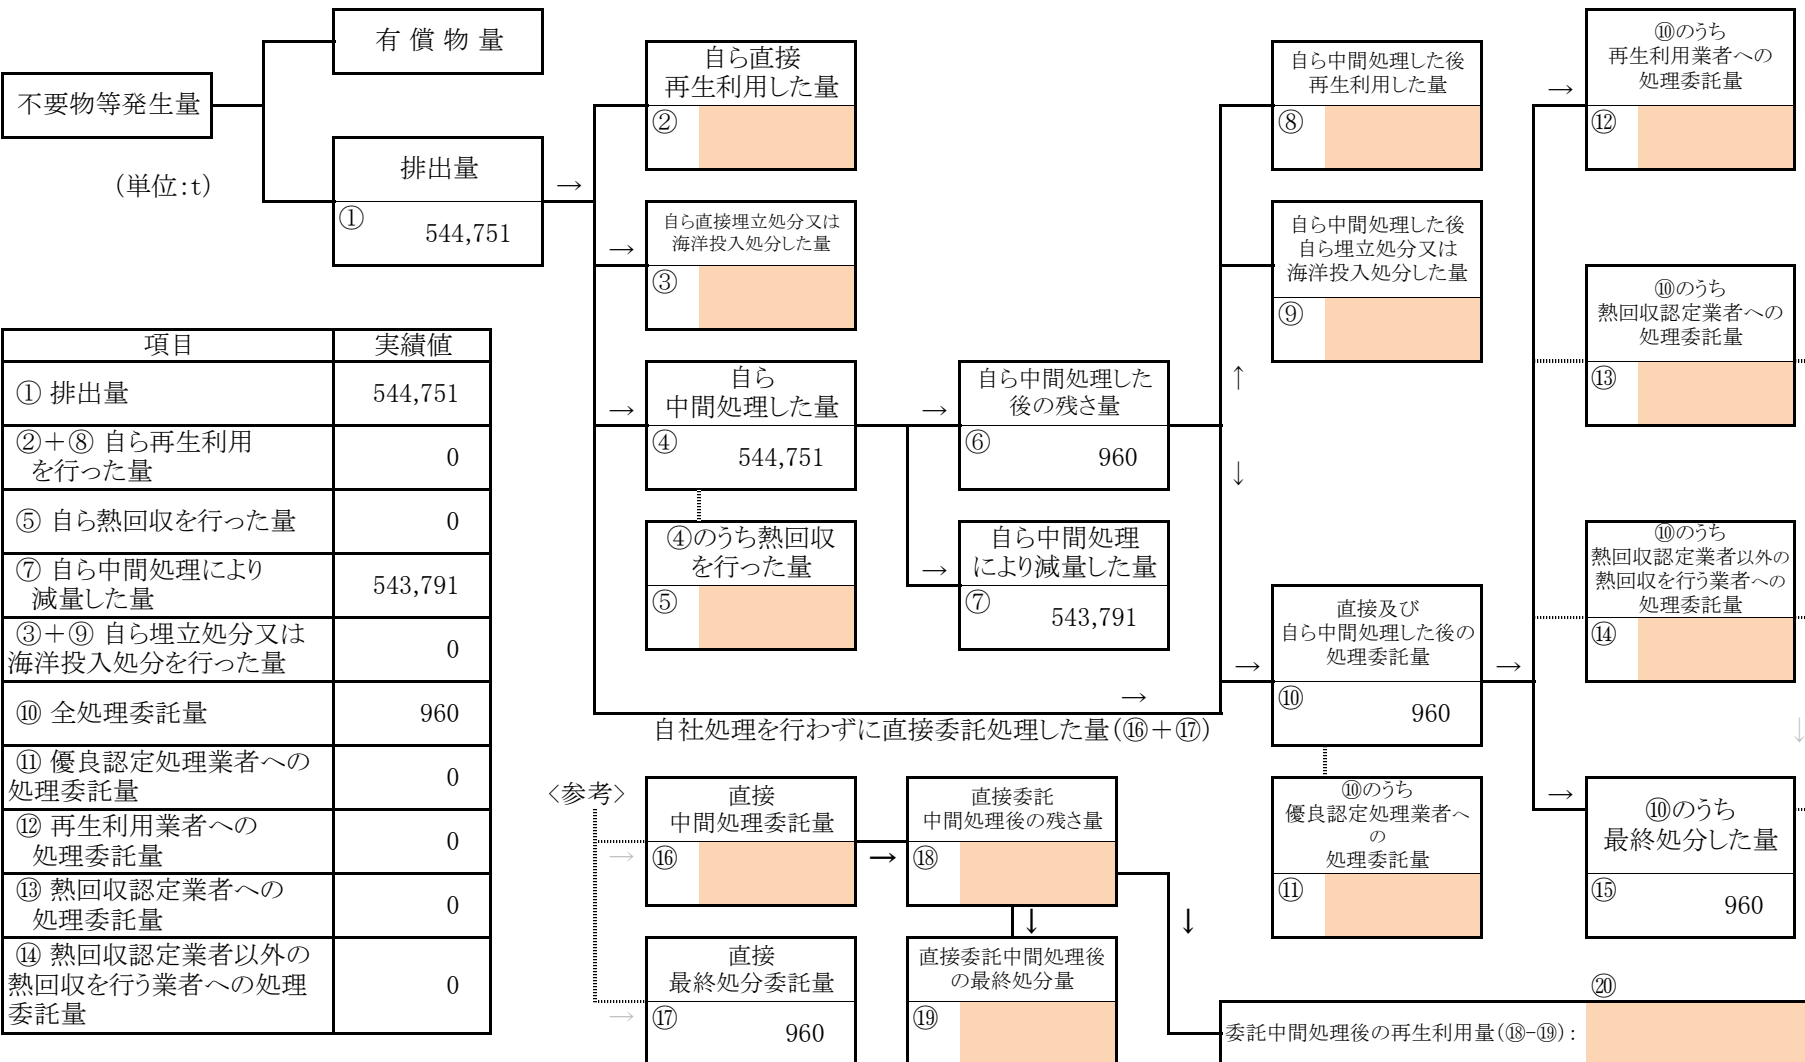 有 償 物 量
不要物等発生量
(単位:t)
排出量
①
544,751
→
自ら直接
再生利用した量
②
自ら直接埋立処分又は
海洋投入処分した量
→
③
自ら
中間処理した量
→
④
544,751
④のうち熱回収
を行った量
⑤
自ら中間処理した
後の残さ量
→
⑥
960
自ら中間処理
により減量した量
→
⑦
543,791
自ら中間処理した後
再生利用した量
⑧
自ら中間処理した後
自ら埋立処分又は
海洋投入処分した量
⑨
↑
↓
直接及び
自ら中間処理した後の
処理委託量
→
⑩
960
→
⑩のうち
優良認定処理業者へ
の
処理委託量
⑪
⑩のうち
再生利用業者への
処理委託量
→
⑫
⑩のうち
熱回収認定業者への
処理委託量
⑬
⑩のうち
熱回収認定業者以外の
熱回収を行う業者への
処理委託量
⑭
↓
⑩のうち
最終処分した量
→
⑮
960
→
自社処理を行わずに直接委託処理した量(⑯+⑰)
項目
実績値
① 排出量
544,751
②+⑧ 自ら再生利用
を行った量
0
⑤ 自ら熱回収を行った量
0
⑦ 自ら中間処理により
減量した量
543,791
③+⑨ 自ら埋立処分又は
海洋投入処分を行った量
0
⑩ 全処理委託量
960
⑪ 優良認定処理業者への
処理委託量
0
⑫ 再生利用業者への
処理委託量
0
⑬ 熱回収認定業者への
処理委託量
0
⑭ 熱回収認定業者以外の
熱回収を行う業者への処理
委託量
0
<参考>
直接
中間処理委託量
→
⑯
→
直接委託
中間処理後の残さ量
⑱
↓
↓
直接
最終処分委託量
→
⑰
960
直接委託中間処理後
の最終処分量
⑲
⑳
委託中間処理後の再生利用量(⑱-⑲):